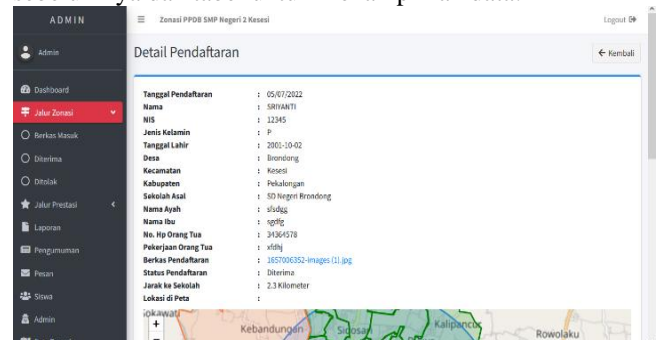 ADMIN
Zonasi PPDB SMP Negeri 2 Kesesi
Logout
Admin
Detail Pendaftaran
Kembali
Dashboard
Jalur Zonasi
Berkas Masuk
Diterima
Ditolak
Jalur Prestasi
Laporan
Pengumuman
Pesan
Siswa
Admin
Tanggal Pendaftaran : 05/07/2022
Nama : SRIYANTI
NIS : 12345
Jenis Kelamin : P
Tanggal Lahir : 2001-10-02
Desa : Brondong
Kecamatan : Kesesi
Kabupaten : Pekalongan
Sekolah Asal : SD Negeri Brondong
Nama Ayah : sfsdgg
Nama Ibu : sgdfg
No. Hp Orang Tua : 34364578
Pekerjaan Orang Tua : xfdhj
Berkas Pendaftaran : 1657006352-images (1).jpg
Status Pendaftaran : Diterima
Jarak ke Sekolah : 2.3 Kilometer
Lokasi di Peta :
+
Kebandungan
Sidosari
Kalipancur
Rowolaku